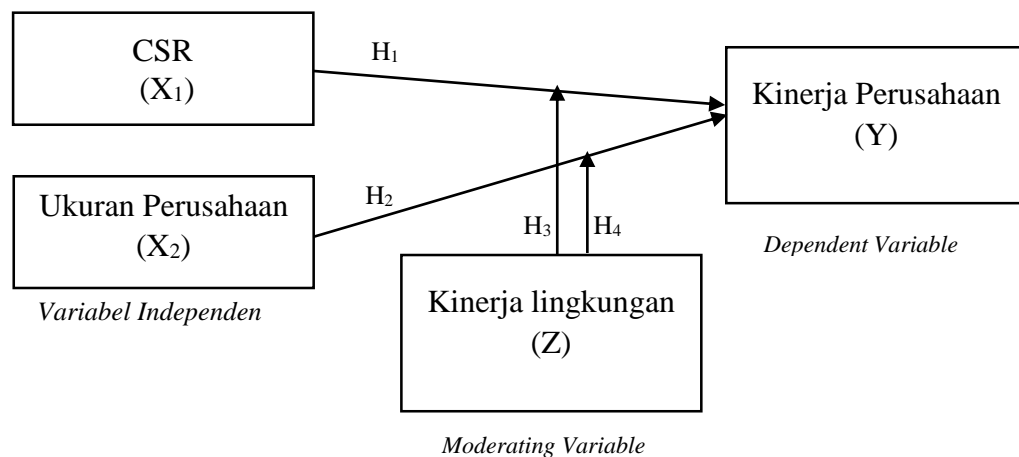 CSR
(X₁)
H₁
Kinerja Perusahaan
(Y)
Ukuran Perusahaan
(X₂)
H₂
H₃
H₄
Dependent Variable
Variabel Independen
Kinerja lingkungan
(Z)
Moderating Variable